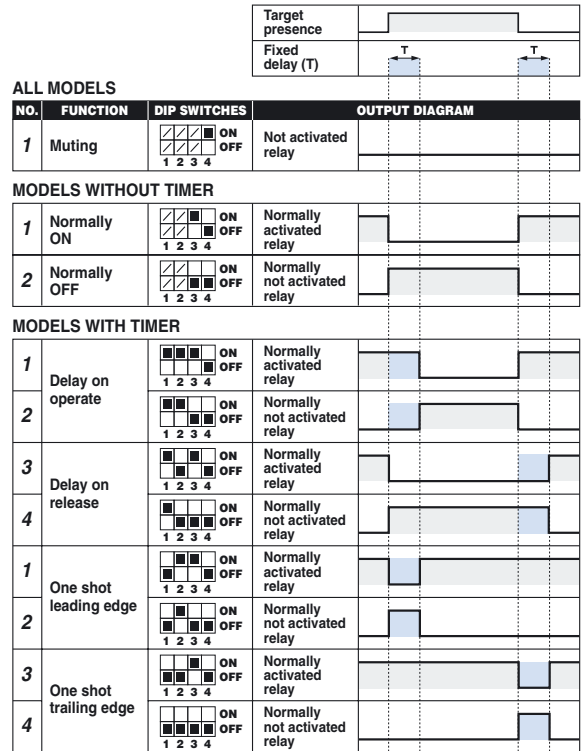 Target
presence
Fixed
delay (T)
T T
ALL MODELS
NO. FUNCTION DIP SWITCHES OUTPUT DIAGRAM
1 Muting ON OFF 1 2 3 4 Not activated relay
MODELS WITHOUT TIMER
1 Normally ON ON OFF 1 2 3 4 Normally activated relay
2 Normally OFF ON OFF 1 2 3 4 Normally not activated relay
MODELS WITH TIMER
Delay on operate
1 ON OFF 1 2 3 4 Normally activated relay
2 ON OFF 1 2 3 4 Normally not activated relay
Delay on release
3 ON OFF 1 2 3 4 Normally activated relay
4 ON OFF 1 2 3 4 Normally not activated relay
One shot leading edge
1 ON OFF 1 2 3 4 Normally activated relay
2 ON OFF 1 2 3 4 Normally not activated relay
One shot trailing edge
3 ON OFF 1 2 3 4 Normally activated relay
4 ON OFF 1 2 3 4 Normally not activated relay